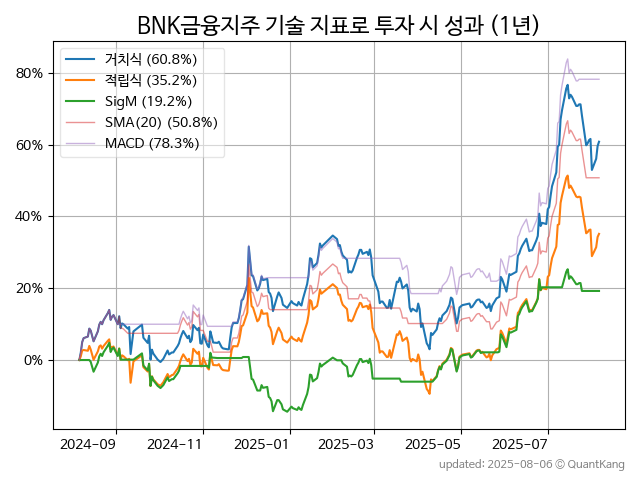 BNK금융지주 기술 지표로 투자 시 성과 (1년)
거치식 (60.8%)
적립식 (35.2%)
SigM (19.2%)
SMA(20) (50.8%)
MACD (78.3%)
80%
60%
40%
20%
0%
2024-09 2024-11 2025-01 2025-03 2025-05 2025-07
updated: 2025-08-06 © QuantKang